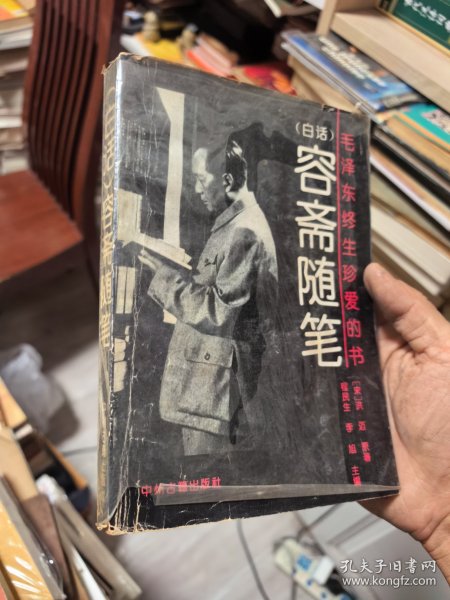 毛泽东终生珍爱的书
(白话)
容斋随笔
[宋]洪迈 原著
程民生 李旭 主编
中州古籍出版社
随笔
孔夫子旧书网
www.kongfz.com